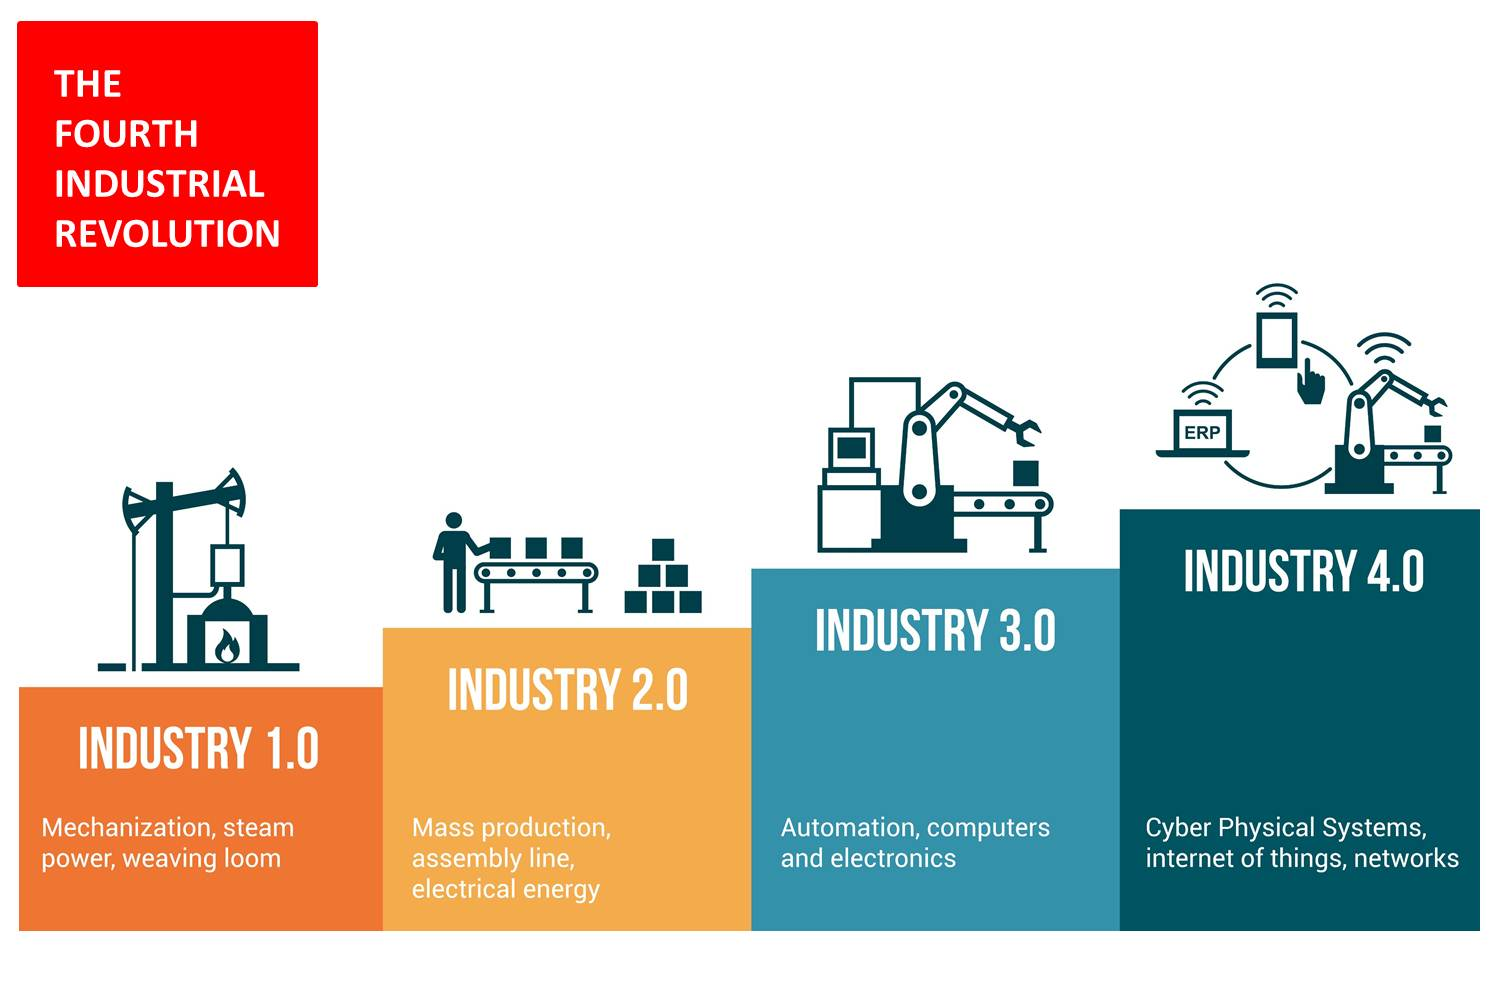 THE
FOURTH
INDUSTRIAL
REVOLUTION
ERP
INDUSTRY 1.0
Mechanization, steam
power, weaving loom
INDUSTRY 2.0
Mass production,
assembly line,
electrical energy
INDUSTRY 3.0
Automation, computers
and electronics
INDUSTRY 4.0
Cyber Physical Systems,
internet of things, networks